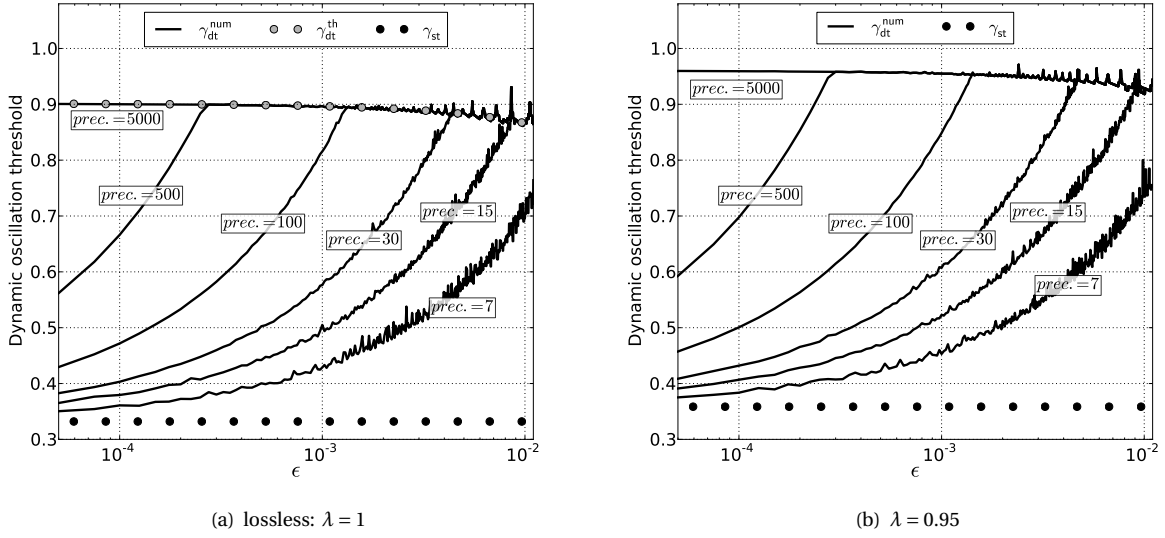 γ_dt^num γ_dt^th γ_st
1.0
0.9
0.8
0.7
0.6
0.5
0.4
0.3
Dynamic oscillation threshold
prec. =5000
prec. =500
prec. =100
prec. =30
prec. =15
prec. =7
10^-4 10^-3 10^-2
ϵ
(a) lossless: λ = 1
γ_dt^num γ_st
1.0
0.9
0.8
0.7
0.6
0.5
0.4
0.3
Dynamic oscillation threshold
prec. =5000
prec. =500
prec. =100
prec. =30
prec. =15
prec. =7
10^-4 10^-3 10^-2
ϵ
(b) λ = 0.95